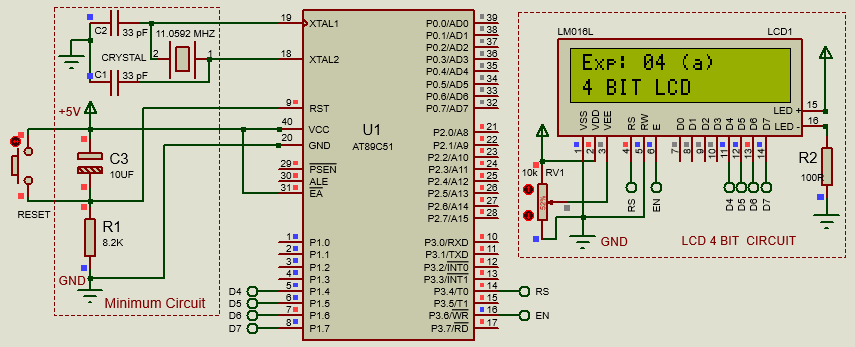 C2
33 pF
11.0592 MHZ
CRYSTAL
2
1
C1
33 pF
+5V
RESET
C3
10UF
R1
8.2K
GND
Minimum Circuit
19 XTAL1
18 XTAL2
9 RST
40 VCC
20 GND
29 PSEN
30 ALE
31 EA
1 P1.0
2 P1.1
3 P1.2
4 P1.3
D4 5 P1.4
D5 6 P1.5
D6 7 P1.6
D7 8 P1.7
U1
AT89C51
P0.0/AD0 39
P0.1/AD1 38
P0.2/AD2 37
P0.3/AD3 36
P0.4/AD4 35
P0.5/AD5 34
P0.6/AD6 33
P0.7/AD7 32
P2.0/A8 21
P2.1/A9 22
P2.2/A10 23
P2.3/A11 24
P2.4/A12 25
P2.5/A13 26
P2.6/A14 27
P2.7/A15 28
P3.0/RXD 10
P3.1/TXD 11
P3.2/INT0 12
P3.3/INT1 13
P3.4/T0 14 RS
P3.5/T1 15
P3.6/WR 16 EN
P3.7/RD 17
LM016L
LCD1
Exp: 04 (a)
4 BIT LCD
LED + 15
LED - 16
VSS VDD VEE RS RW E D0 D1 D2 D3 D4 D5 D6 D7
1 2 3 4 5 6 7 8 9 10 11 12 13 14
10k
RV1
52%
RS EN D4 D5 D6 D7
R2
100R
GND
LCD 4 BIT CIRCUIT